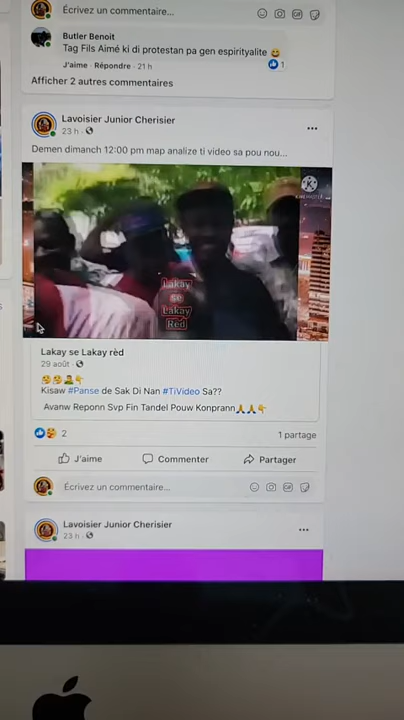 Écrivez un commentaire...
Butler Benoit
Tag Fils Aimé ki di protestan pa gen espirityalite 😄
J'aime · Répondre · 21 h
1
Afficher 2 autres commentaires
Lavoisier Junior Cherisier
23 h ·
Demen dimanch 12:00 pm map analize ti video sa pou nou...
Lakay
se
Lakay
Rèd
Lakay se Lakay rèd
29 août ·
Kisaw #Panse de Sak Di Nan #TiVideo Sa??
Avanw Reponn Svp Fin Tandel Pouw Konprann🙏🙏👇
2
1 partage
J'aime
Commenter
Partager
Écrivez un commentaire...
Lavoisier Junior Cherisier
23 h ·